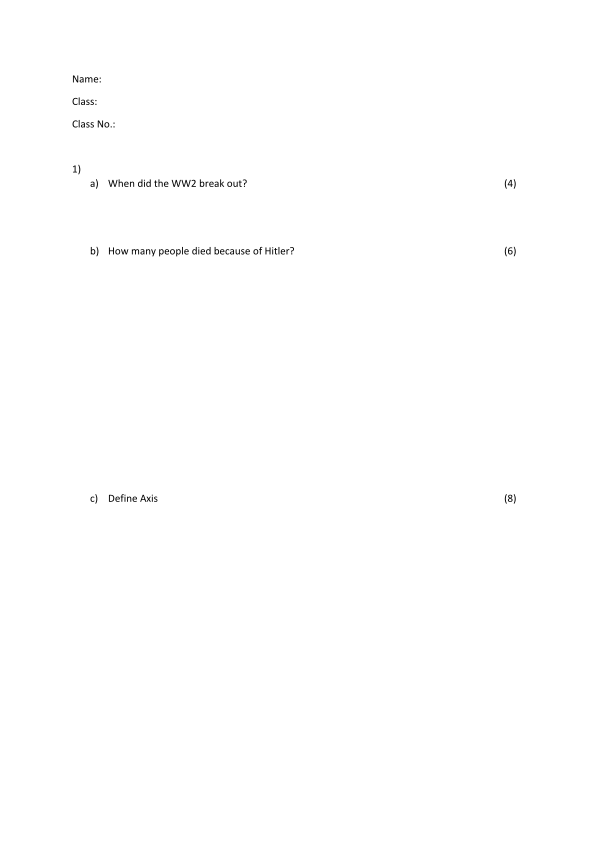 Name:
Class:
Class No.:
1)
a) When did the WW2 break out? (4)
b) How many people died because of Hitler? (6)
c) Define Axis (8)